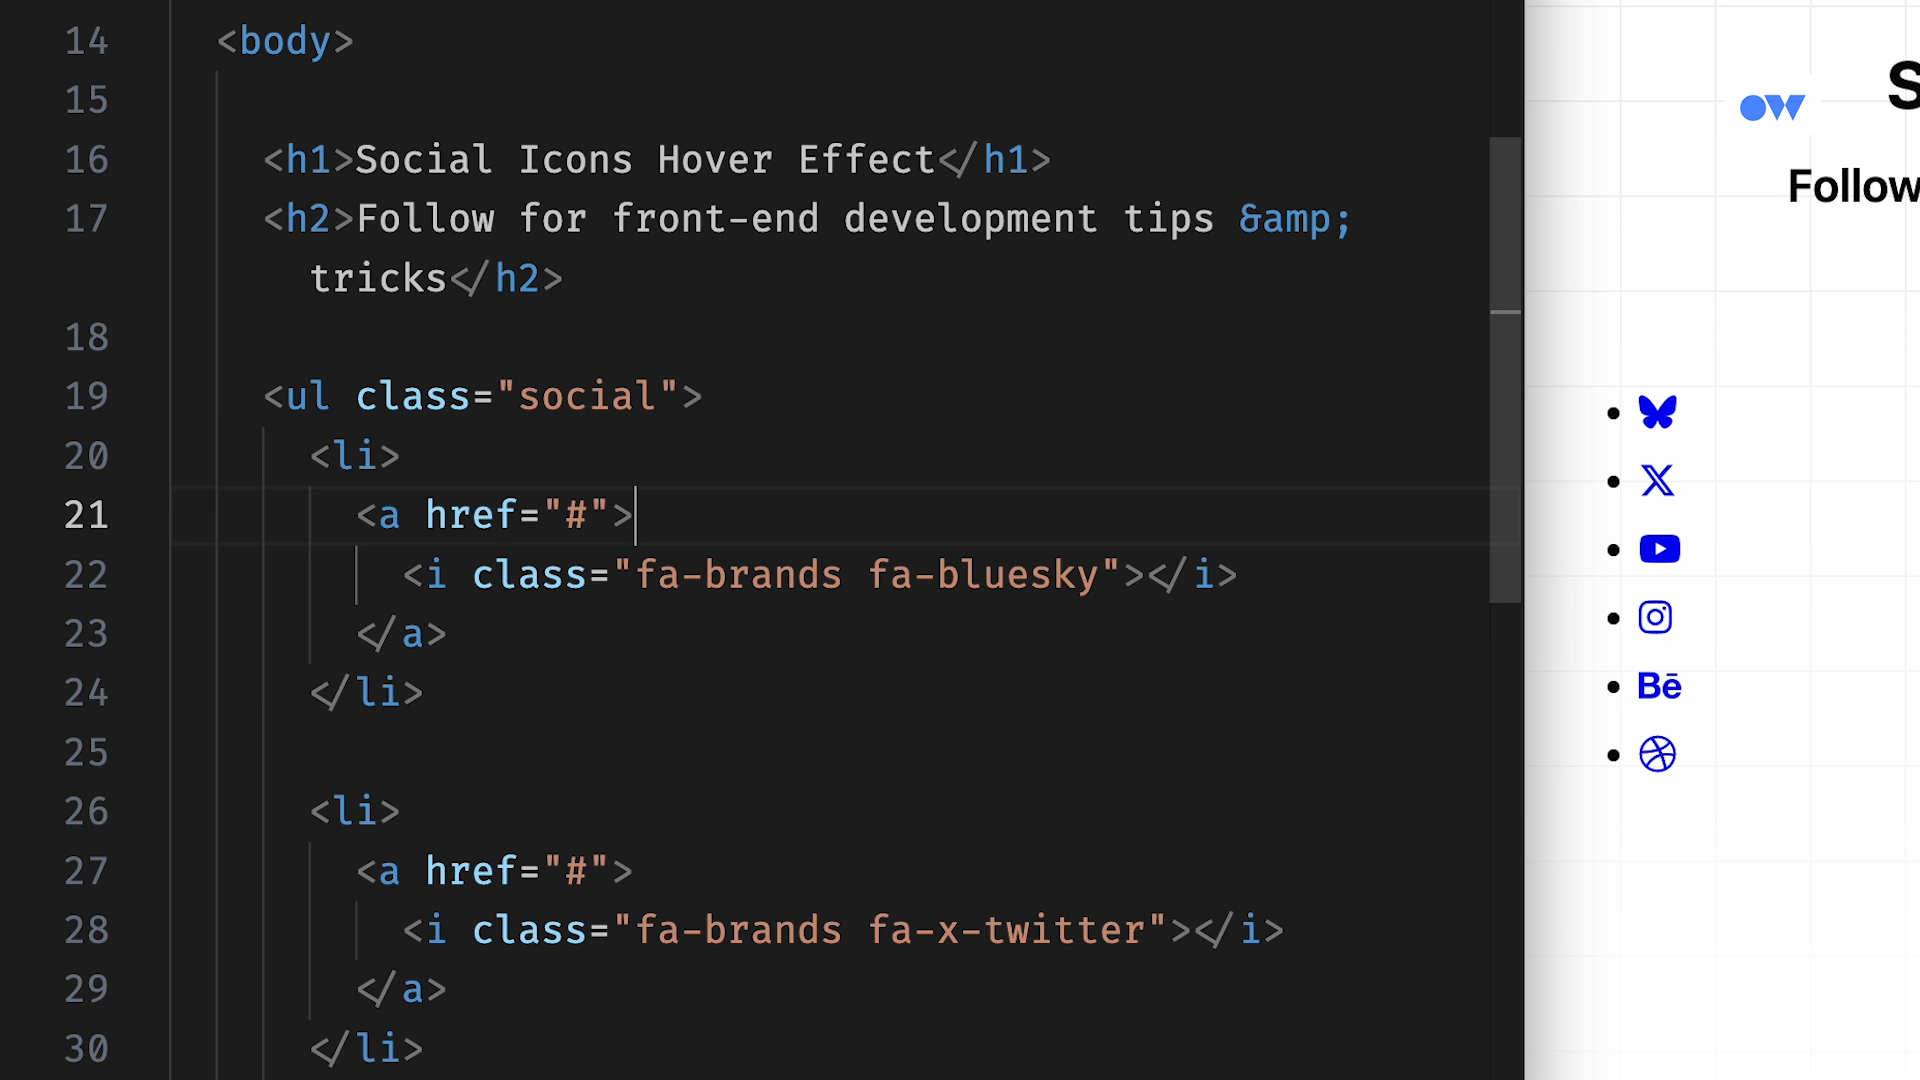 14 <body>
15
16 <h1>Social Icons Hover Effect</h1>
17 <h2>Follow for front-end development tips &amp;
tricks</h2>
18
19 <ul class="social">
20 <li>
21 <a href="#">
22 <i class="fa-brands fa-bluesky"></i>
23 </a>
24 </li>
25
26 <li>
27 <a href="#">
28 <i class="fa-brands fa-x-twitter"></i>
29 </a>
30 </li>
S
Follow
Bē